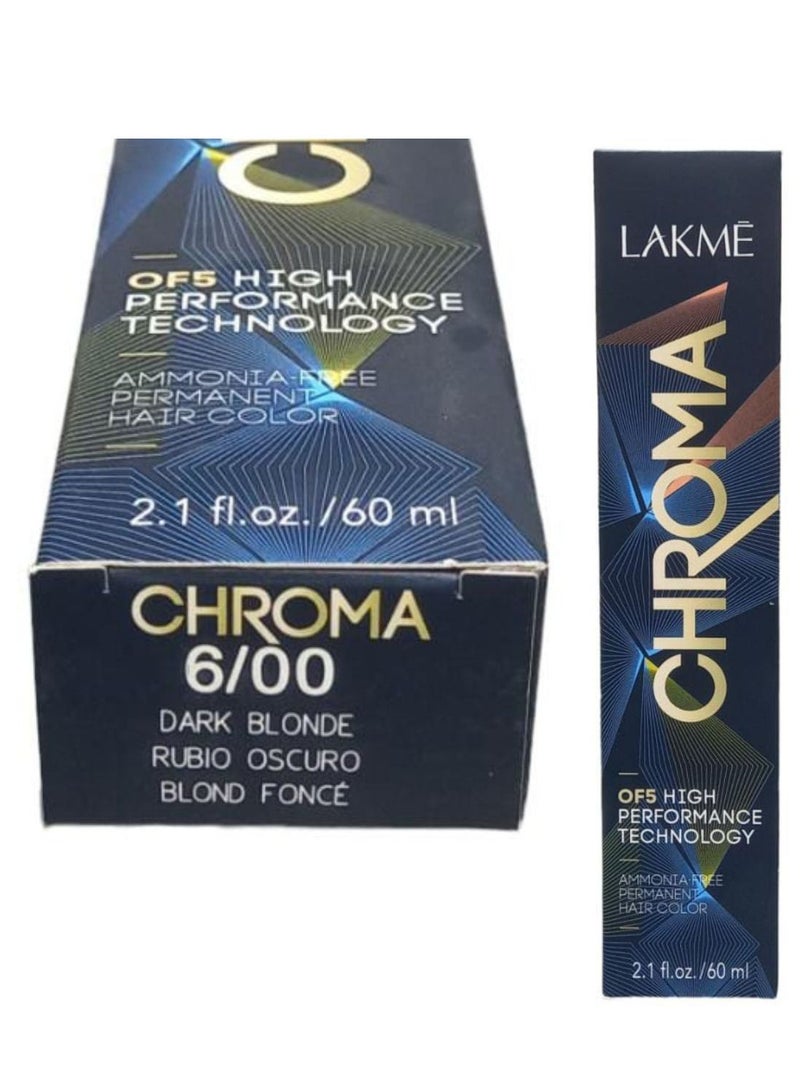 OF5 HIGH
PERFORMANCE
TECHNOLOGY
AMMONIA-FREE
PERMANENT
HAIR COLOR
2.1 fl.oz./60 ml
CHROMA
6/00
DARK BLONDE
RUBIO OSCURO
BLOND FONCÉ
LAKMĒ
CHROMA
OF5 HIGH
PERFORMANCE
TECHNOLOGY
AMMONIA-FREE
PERMANENT
HAIR COLOR
2.1 fl.oz./60 ml